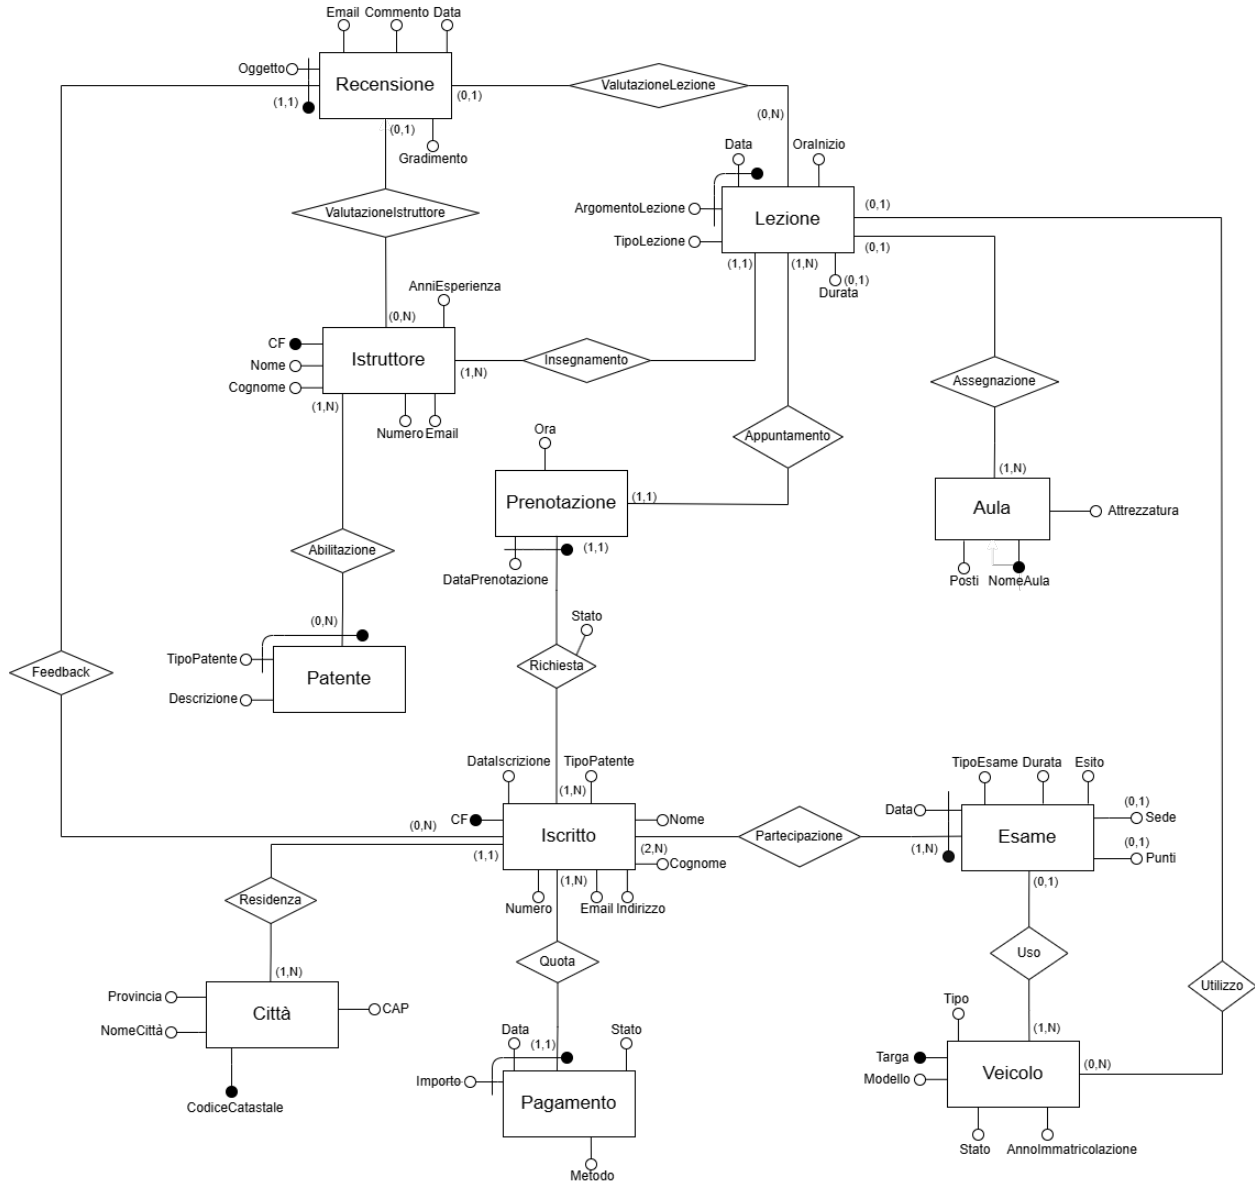 Email Commento Data
Oggetto
Recensione
ValutazioneLezione
(1,1)
(0,1)
(0,N)
(0,1)
Gradimento
Data
OraInizio
ArgomentoLezione
Lezione
(0,1)
ValutazioneIstruttore
TipoLezione
(0,1)
(1,1)
(1,N)
(0,1)
Durata
AnniEsperienza
(0,N)
CF
Nome
Istruttore
Insegnamento
Cognome
(1,N)
(1,N)
Assegnazione
Numero Email
Ora
Appuntamento
(1,N)
Prenotazione
(1,1)
Aula
Attrezzatura
Abilitazione
(1,1)
DataPrenotazione
Posti
NomeAula
(0,N)
Stato
TipoPatente
Richiesta
Feedback
Patente
Descrizione
DataIscrizione
TipoPatente
TipoEsame Durata
Esito
(1,N)
Data
(0,1)
Sede
CF
Nome
(0,N)
Iscritto
Partecipazione
Esame
(1,1)
(2,N)
(1,N)
(0,1)
Punti
Cognome
(1,N)
(0,1)
Residenza
Numero
Email Indirizzo
Quota
Uso
(1,N)
Utilizzo
Provincia
Città
CAP
NomeCittà
Tipo
Data
Stato
(1,1)
(1,N)
Targa
Veicolo
(0,N)
Importo
Modello
Pagamento
CodiceCatastale
Stato
AnnoImmatricolazione
Metodo